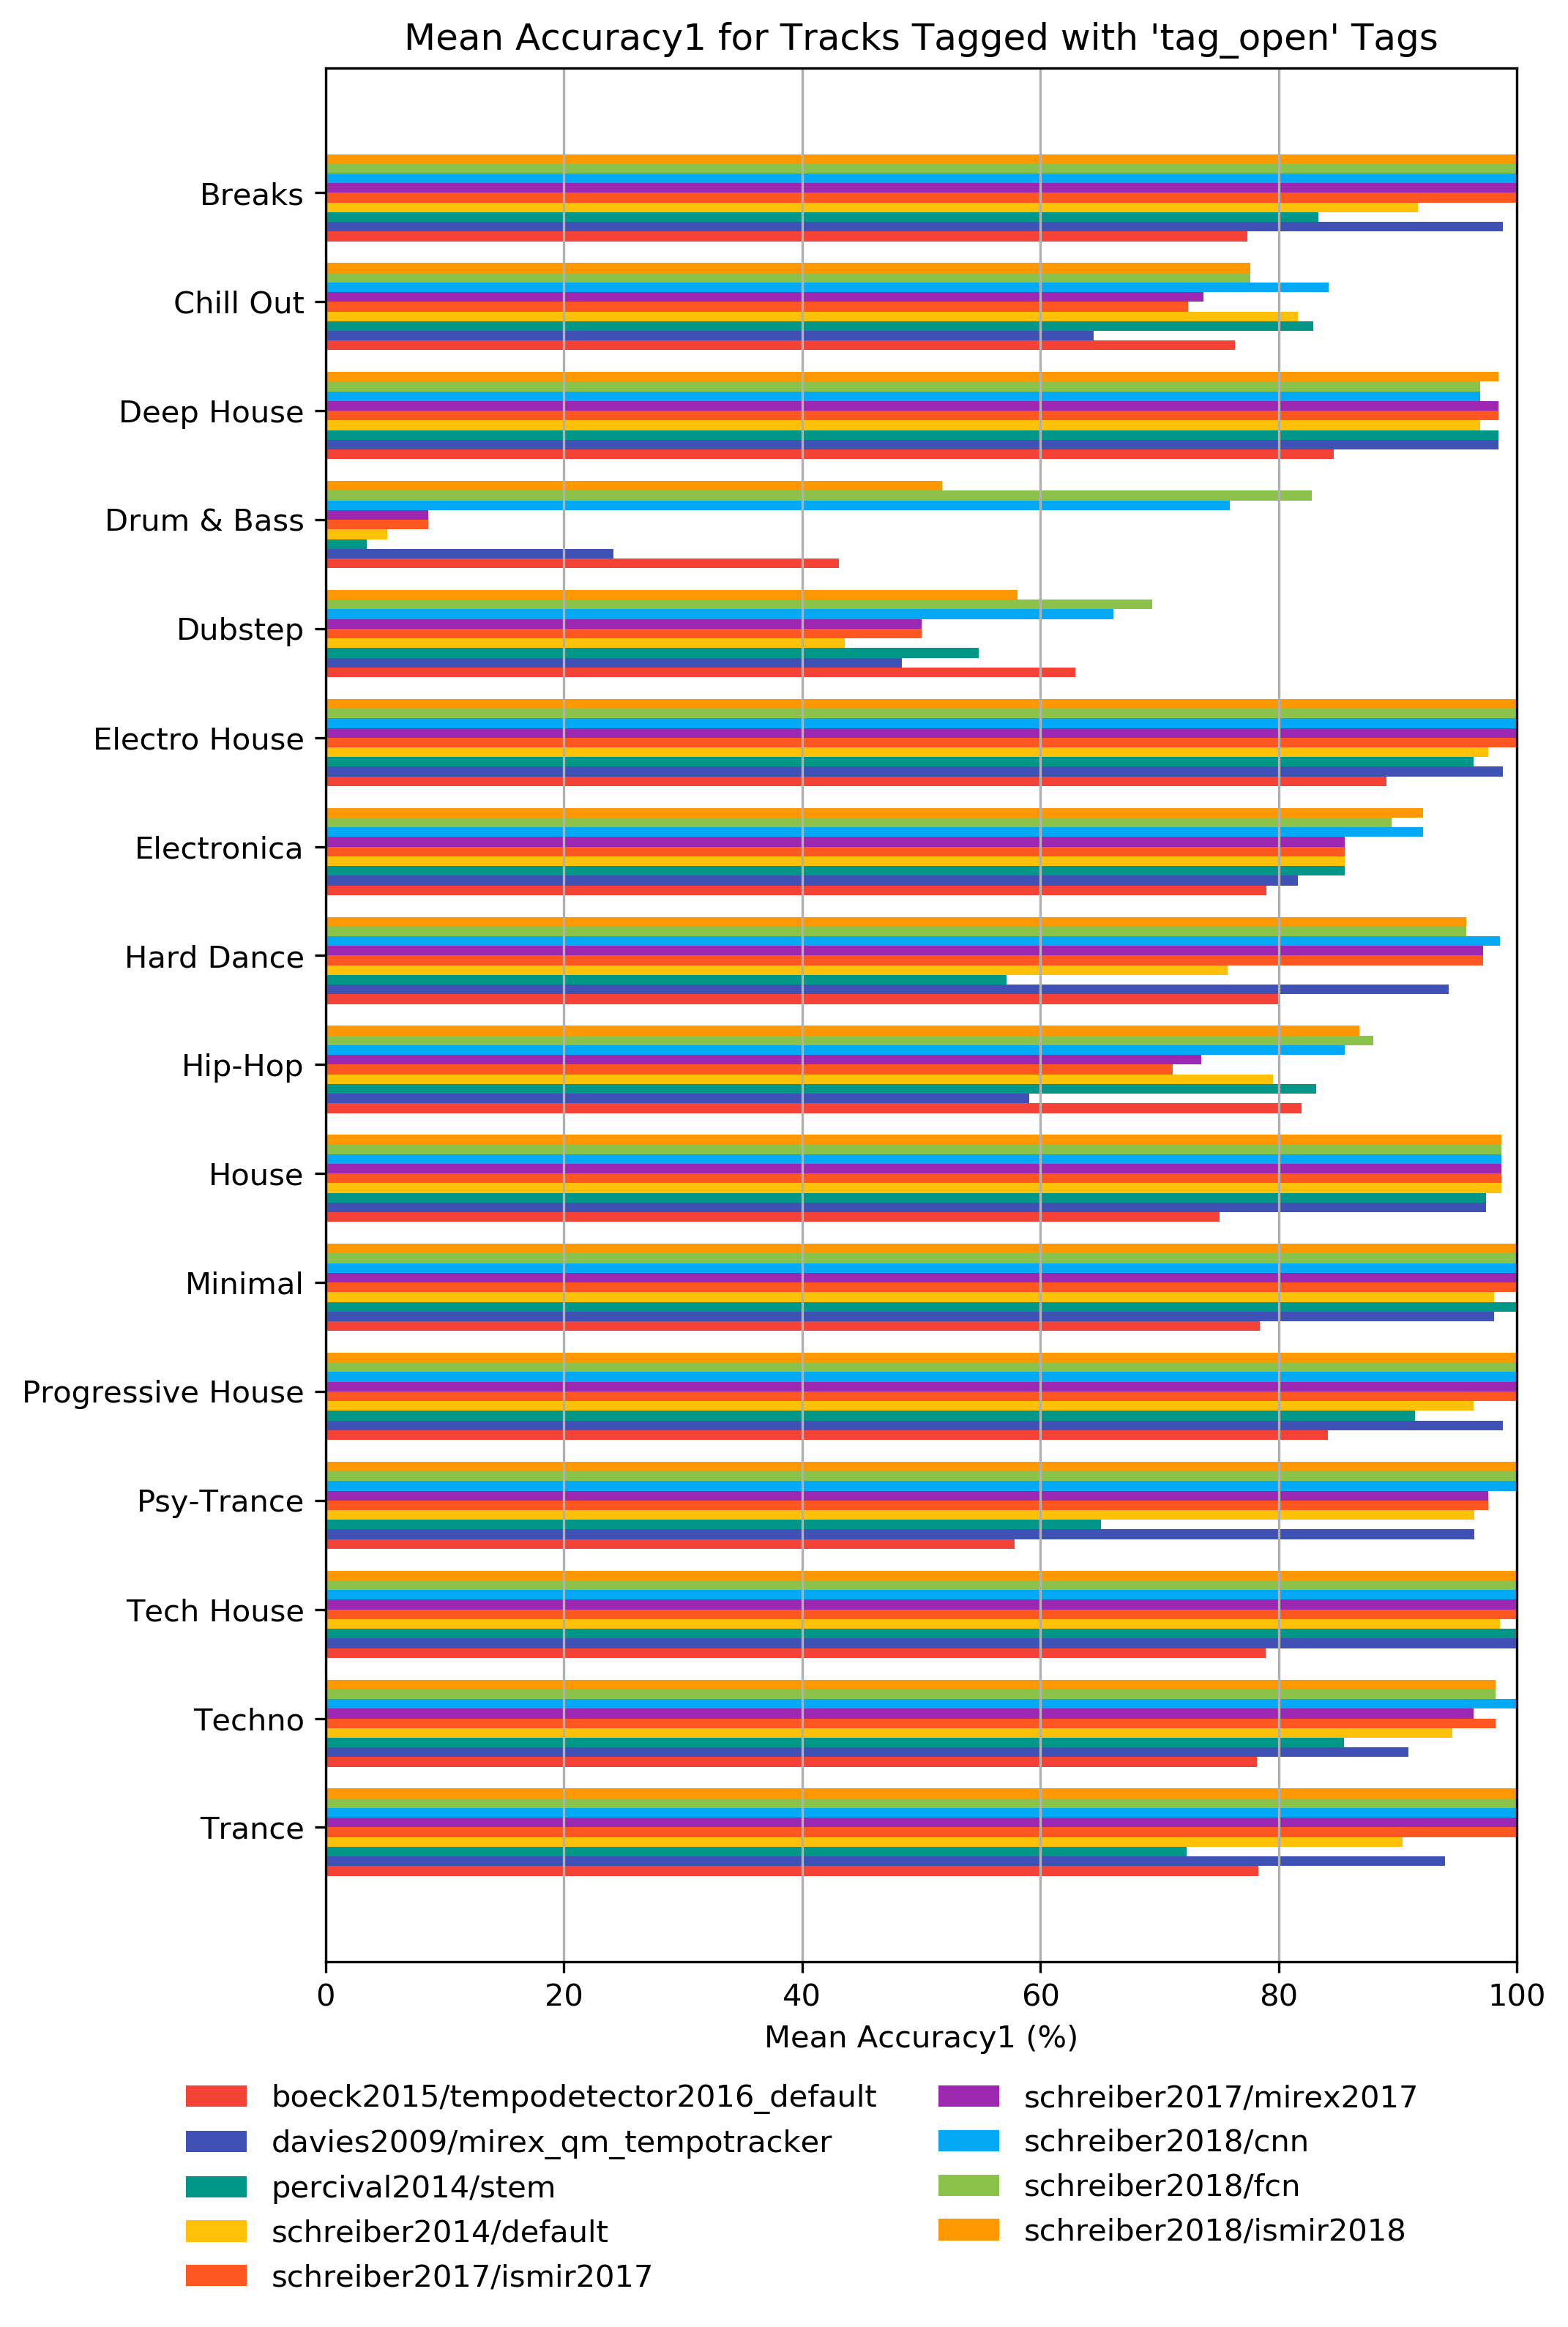 Mean Accuracy1 for Tracks Tagged with 'tag_open' Tags
Breaks
Chill Out
Deep House
Drum & Bass
Dubstep
Electro House
Electronica
Hard Dance
Hip-Hop
House
Minimal
Progressive House
Psy-Trance
Tech House
Techno
Trance
0 20 40 60 80 100
Mean Accuracy1 (%)
boeck2015/tempodetector2016_default
davies2009/mirex_qm_tempotracker
percival2014/stem
schreiber2014/default
schreiber2017/ismir2017
schreiber2017/mirex2017
schreiber2018/cnn
schreiber2018/fcn
schreiber2018/ismir2018